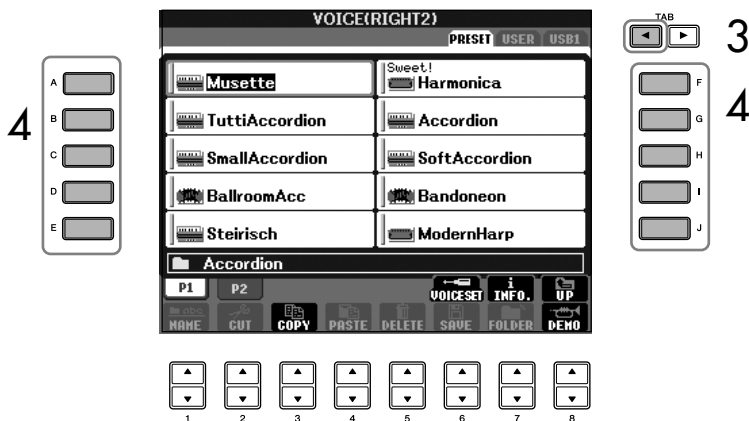 VOICE(RIGHT2)
PRESET USER USB1
TAB
3
4
A
B
C
D
E
Musette
Sweet!
Harmonica
TuttiAccordion
Accordion
SmallAccordion
SoftAccordion
BallroomAcc
Bandoneon
Steirisch
ModernHarp
Accordion
F
G
H
I
J
4
P1 P2 VOICESET i INFO. UP
abc NAME CUT COPY PASTE DELETE SAVE FOLDER DEMO
1 2 3 4 5 6 7 8